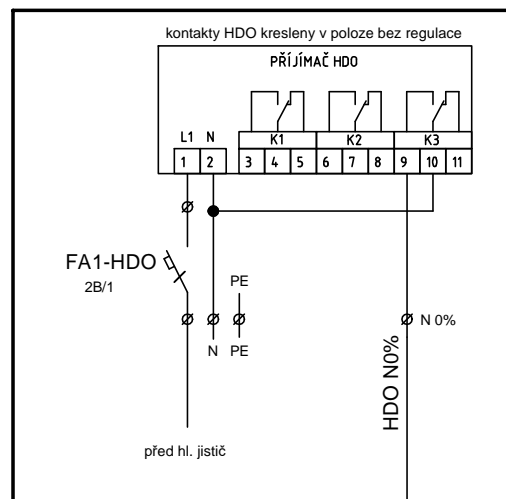 kontakty HDO kresleny v poloze bez regulace
PŘÍJÍMAČ HDO
L1 N K1 K2 K3
1 2 3 4 5 6 7 8 9 10 11
FA1-HDO
2B/1
PE
N 0%
N PE
HDO N0%
před hl. jistič